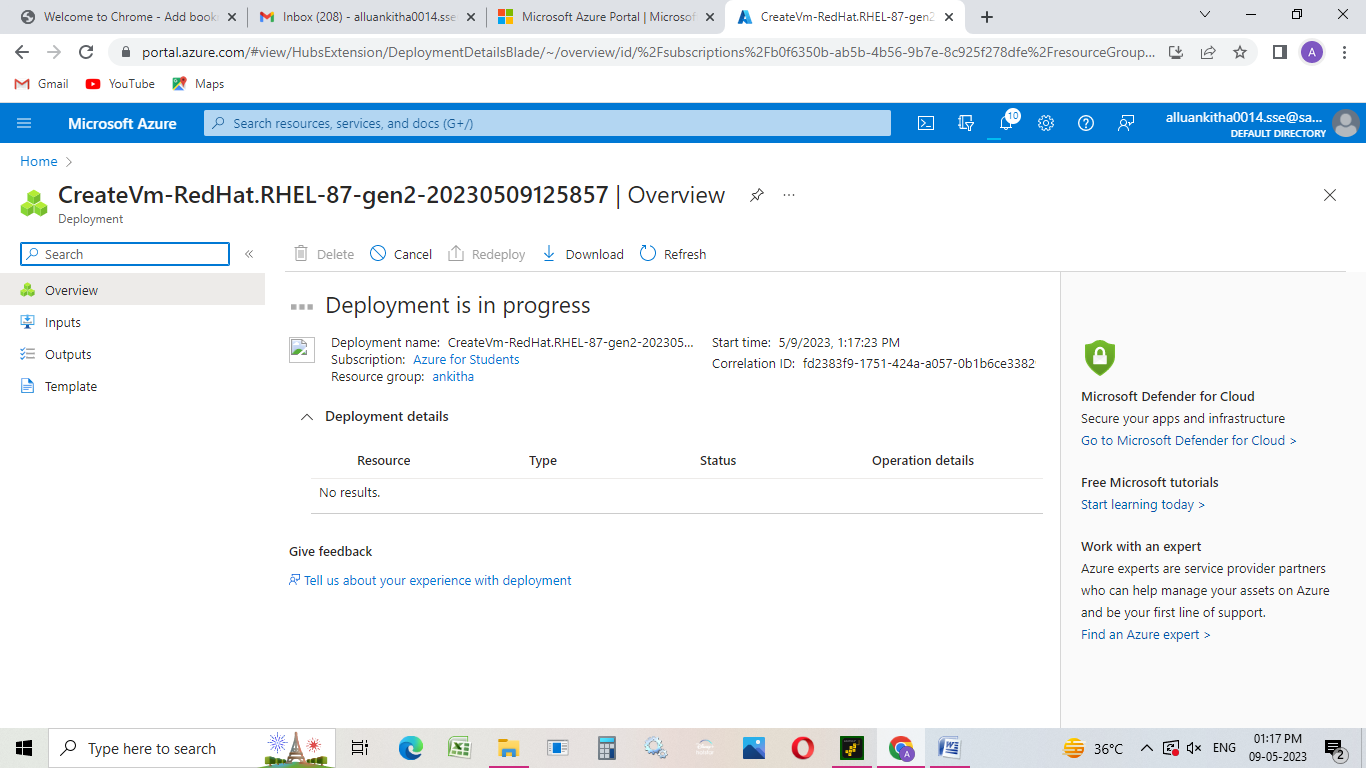 Welcome to Chrome - Add book
Inbox (208) - alluankitha0014.sse
Microsoft Azure Portal | Microsof
CreateVm-RedHat.RHEL-87-gen2
portal.azure.com/#view/HubsExtension/DeploymentDetailsBlade/~/overview/id/%2Fsubscriptions%2Fb0f6350b-ab5b-4b56-9b7e-8c925f278dfe%2FresourceGroup...
A
Gmail
YouTube
Maps
Microsoft Azure
Search resources, services, and docs (G+/)
10
alluankitha0014.sse@sa...
DEFAULT DIRECTORY
Home
CreateVm-RedHat.RHEL-87-gen2-20230509125857 | Overview
Deployment
Search
Overview
Inputs
Outputs
Template
Delete
Cancel
Redeploy
Download
Refresh
Deployment is in progress
Deployment name: CreateVm-RedHat.RHEL-87-gen2-202305...
Subscription: Azure for Students
Resource group: ankitha
Start time: 5/9/2023, 1:17:23 PM
Correlation ID: fd2383f9-1751-424a-a057-0b1b6ce3382
Deployment details
Resource Type Status Operation details
No results.
Give feedback
Tell us about your experience with deployment
Microsoft Defender for Cloud
Secure your apps and infrastructure
Go to Microsoft Defender for Cloud >
Free Microsoft tutorials
Start learning today >
Work with an expert
Azure experts are service provider partners
who can help manage your assets on Azure
and be your first line of support.
Find an Azure expert >
Type here to search
A
36°C
ENG
01:17 PM
09-05-2023
2